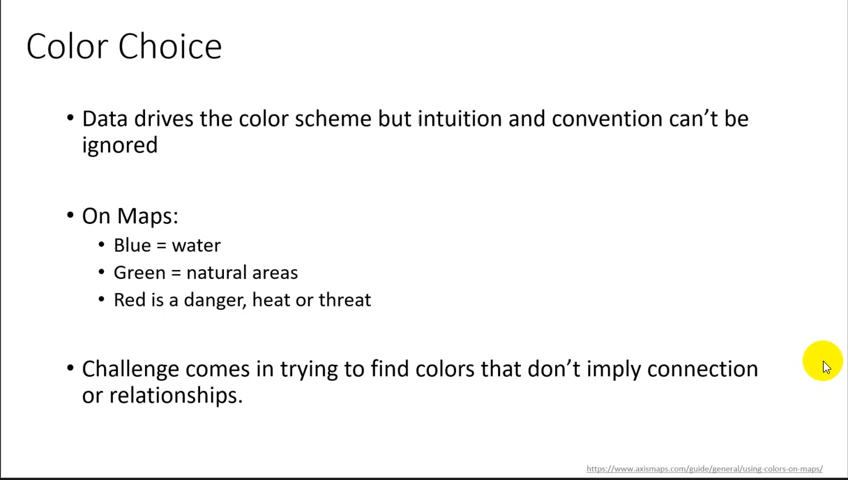 Color Choice
• Data drives the color scheme but intuition and convention can't be
ignored
• On Maps:
• Blue = water
• Green = natural areas
• Red is a danger, heat or threat
• Challenge comes in trying to find colors that don't imply connection
or relationships.
https://www.axismaps.com/guide/general/using-colors-on-maps/